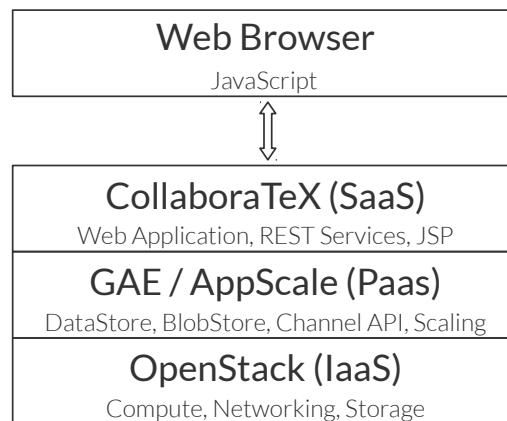 Web Browser
JavaScript
CollaboraTeX (SaaS)
Web Application, REST Services, JSP
GAE / AppScale (Paas)
DataStore, BlobStore, Channel API, Scaling
OpenStack (IaaS)
Compute, Networking, Storage